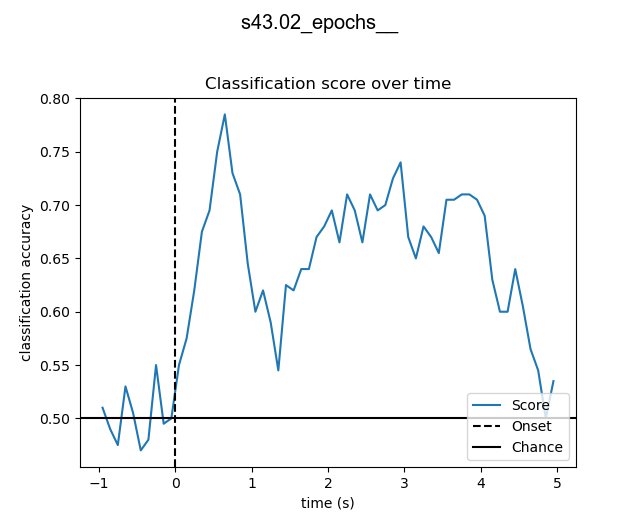 s43.02_epochs__
Classification score over time
0.80
0.75
0.70
0.65
0.60
0.55
0.50
classification accuracy
Score
Onset
Chance
−1 0 1 2 3 4 5
time (s)